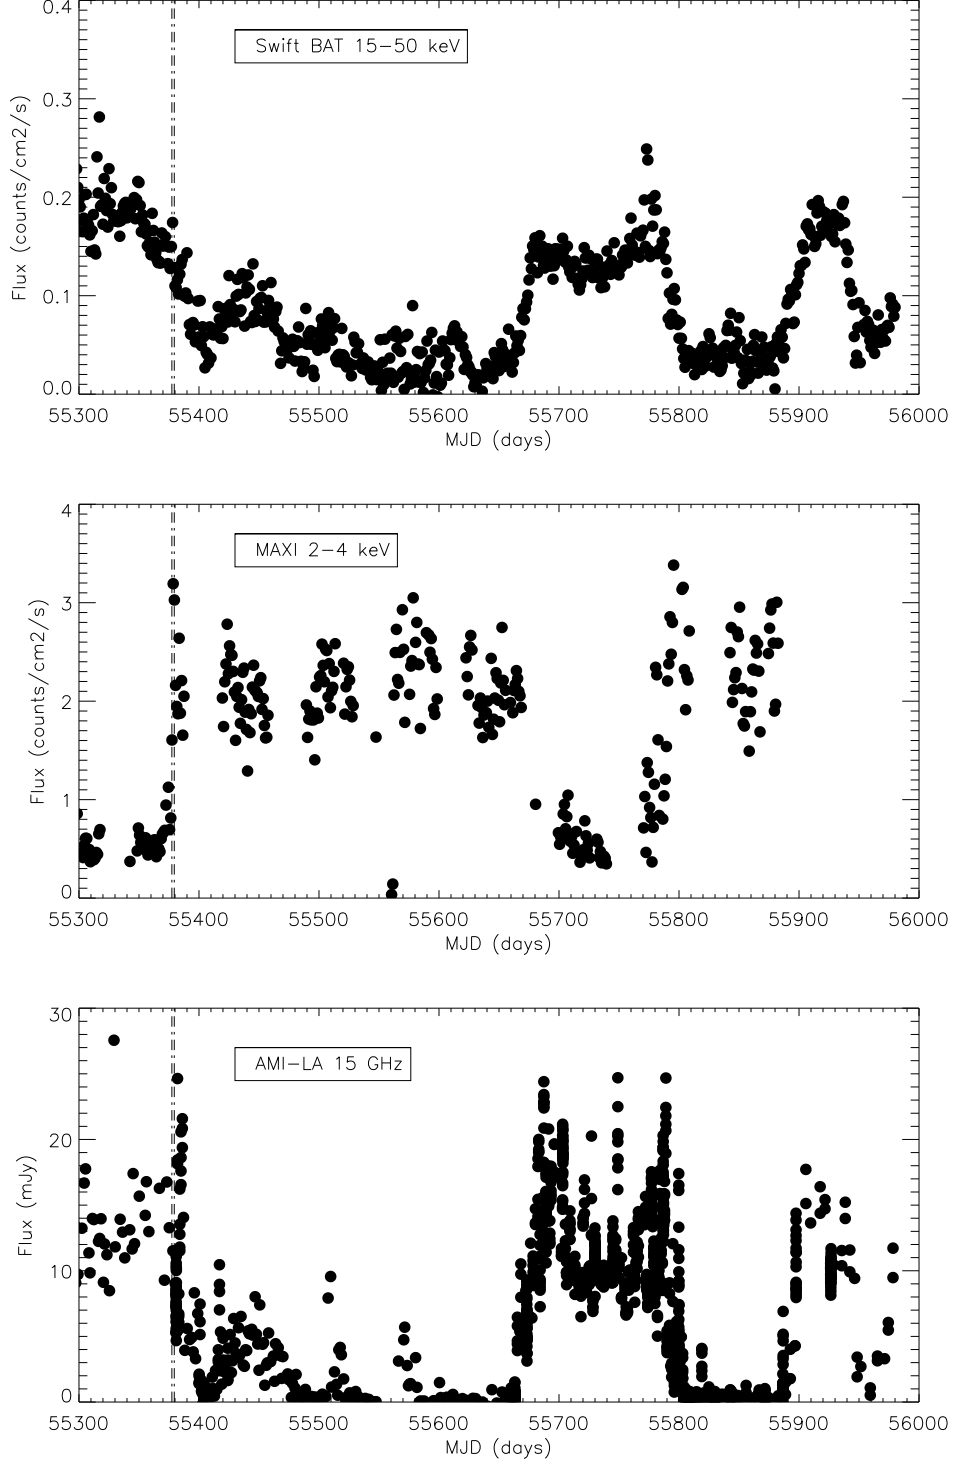 0.4
Swift BAT 15-50 keV
0.3
0.2
0.1
0.0
Flux (counts/cm2/s)
55300 55400 55500 55600 55700 55800 55900 56000
MJD (days)
4
MAXI 2-4 keV
3
2
1
0
Flux (counts/cm2/s)
55300 55400 55500 55600 55700 55800 55900 56000
MJD (days)
30
AMI-LA 15 GHz
20
10
0
Flux (mJy)
55300 55400 55500 55600 55700 55800 55900 56000
MJD (days)